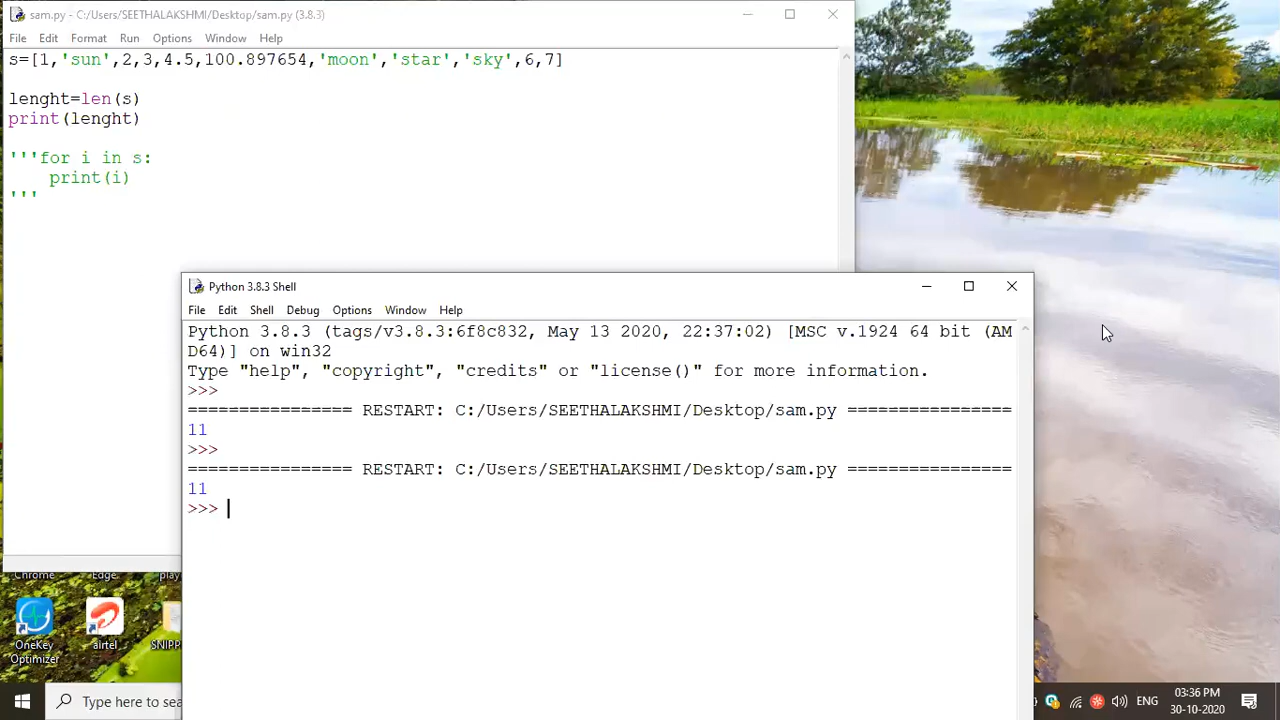 sam.py - C:/Users/SEETHALAKSHMI/Desktop/sam.py (3.8.3)
File Edit Format Run Options Window Help
s=[1,'sun',2,3,4.5,100.897654,'moon','star','sky',6,7]
lenght=len(s)
print(lenght)
'''for i in s:
    print(i)
'''
Python 3.8.3 Shell
File Edit Shell Debug Options Window Help
Python 3.8.3 (tags/v3.8.3:6f8c832, May 13 2020, 22:37:02) [MSC v.1924 64 bit (AM
D64)] on win32
Type "help", "copyright", "credits" or "license()" for more information.
>>>
================ RESTART: C:/Users/SEETHALAKSHMI/Desktop/sam.py ================
11
>>>
================ RESTART: C:/Users/SEETHALAKSHMI/Desktop/sam.py ================
11
>>>
Chrome Edge play
OneKey
Optimizer
airtel
SNIPP
Type here to sea
ENG
03:36 PM
30-10-2020